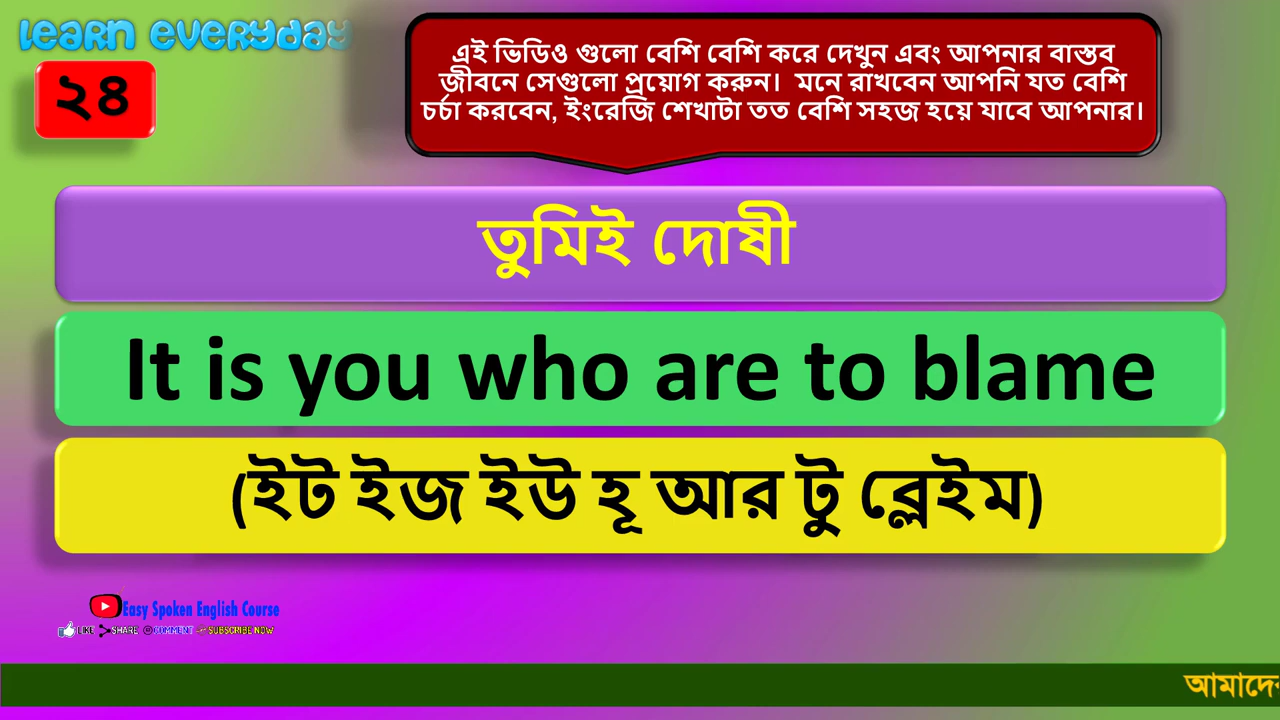 Learn Everyday
২৪
এই ভিডিও গুলো বেশি বেশি করে দেখুন এবং আপনার বাস্তব
জীবনে সেগুলো প্রয়োগ করুন। মনে রাখবেন আপনি যত বেশি
চর্চা করবেন, ইংরেজি শেখাটা তত বেশি সহজ হয়ে যাবে আপনার।
তুমিই দোষী
It is you who are to blame
(ইট ইজ ইউ হূ আর টু ব্লেইম)
Easy Spoken English Course
LIKE SHARE COMMENT SUBSCRIBE NOW